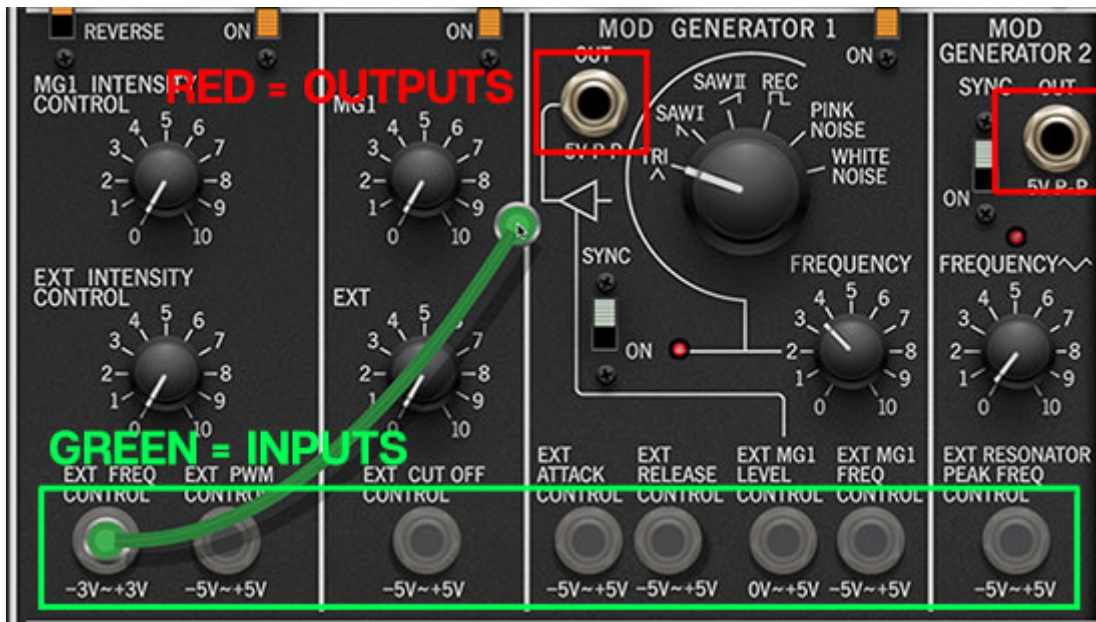 REVERSE
ON
ON
MOD GENERATOR 1
ON
MOD
GENERATOR 2
MG1 INTENSITY
CONTROL
RED = OUTPUTS
MG1
OUT
5V P-P
TRI
SAW I
SAW II
REC
PINK
NOISE
WHITE
NOISE
SYNC
OUT
ON
5V P-P
0 1 2 3 4 5 6 7 8 9 10
0 1 2 3 4 5 6 7 8 9 10
EXT INTENSITY
CONTROL
EXT
SYNC
ON
FREQUENCY
FREQUENCY
0 1 2 3 4 5 6 7 8 9 10
0 1 2 3 4 5 6 7 8 9 10
0 1 2 3 4 5 6 7 8 9 10
0 1 2 3 4 5 6 7 8 9 10
GREEN = INPUTS
EXT FREQ
CONTROL
EXT PWM
CONTROL
EXT CUT OFF
CONTROL
EXT
ATTACK
CONTROL
EXT
RELEASE
CONTROL
EXT MG1
LEVEL
CONTROL
EXT MG1
FREQ
CONTROL
EXT RESONATOR
PEAK FREQ
CONTROL
−3V~+3V
−5V~+5V
−5V~+5V
−5V~+5V
−5V~+5V
0V~+5V
−5V~+5V
−5V~+5V